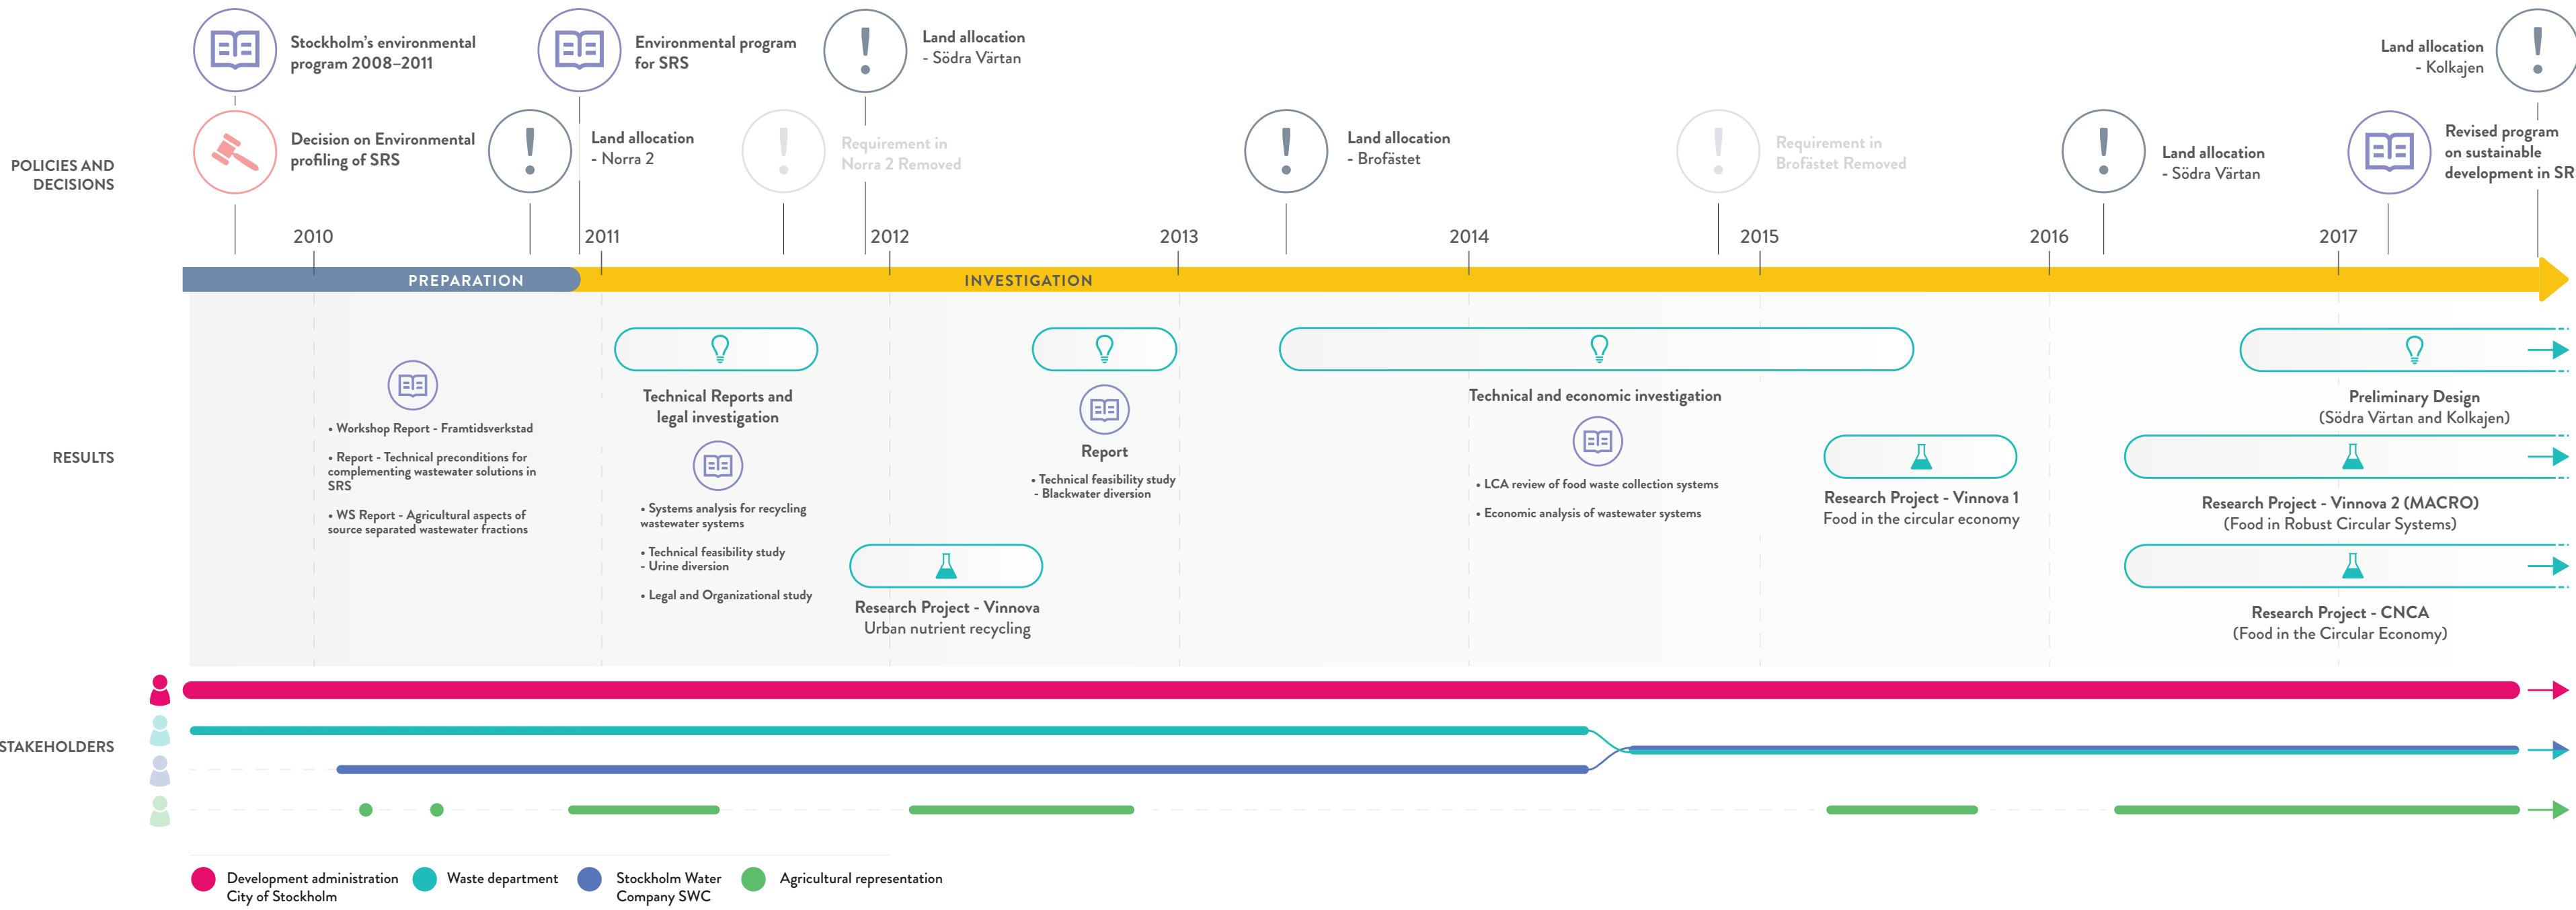 Stockholm's environmental
program 2008–2011
Environmental program
for SRS
Land allocation
- Södra Värtan
Land allocation
- Kolkajen
POLICIES AND
DECISIONS
Decision on Environmental
profiling of SRS
Land allocation
- Norra 2
Requirement in
Norra 2 Removed
Land allocation
- Brofästet
Requirement in
Brofästet Removed
Land allocation
- Södra Värtan
Revised program
on sustainable
development in SR
2010
2011
2012
2013
2014
2015
2016
2017
PREPARATION
INVESTIGATION
RESULTS
• Workshop Report - Framtidsverkstad
• Report - Technical preconditions for
complementing wastewater solutions in
SRS
• WS Report - Agricultural aspects of
source separated wastewater fractions
Technical Reports and
legal investigation
• Systems analysis for recycling
wastewater systems
• Technical feasibility study
- Urine diversion
• Legal and Organizational study
Research Project - Vinnova
Urban nutrient recycling
Report
• Technical feasibility study
- Blackwater diversion
Technical and economic investigation
• LCA review of food waste collection systems
• Economic analysis of wastewater systems
Research Project - Vinnova 1
Food in the circular economy
Preliminary Design
(Södra Värtan and Kolkajen)
Research Project - Vinnova 2 (MACRO)
(Food in Robust Circular Systems)
Research Project - CNCA
(Food in the Circular Economy)
STAKEHOLDERS
Development administration
City of Stockholm
Waste department
Stockholm Water
Company SWC
Agricultural representation